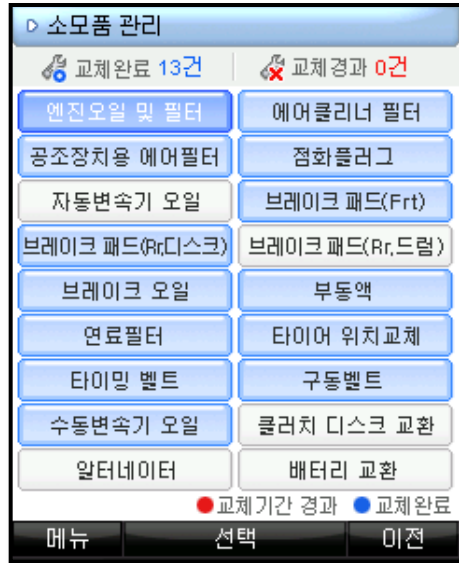 ▷ 소모품 관리
교체완료 13건 교체경과 0건
엔진오일 및 필터 에어클리너 필터
공조장치용 에어필터 점화플러그
자동변속기 오일 브레이크 패드(Frt)
브레이크 패드(Rr,디스크) 브레이크패드(Rr,드럼)
브레이크 오일 부동액
연료필터 타이어 위치교체
타이밍 벨트 구동벨트
수동변속기 오일 클러치 디스크 교환
알터네이터 배터리 교환
●교체기간 경과 ●교체완료
메뉴 선택 이전